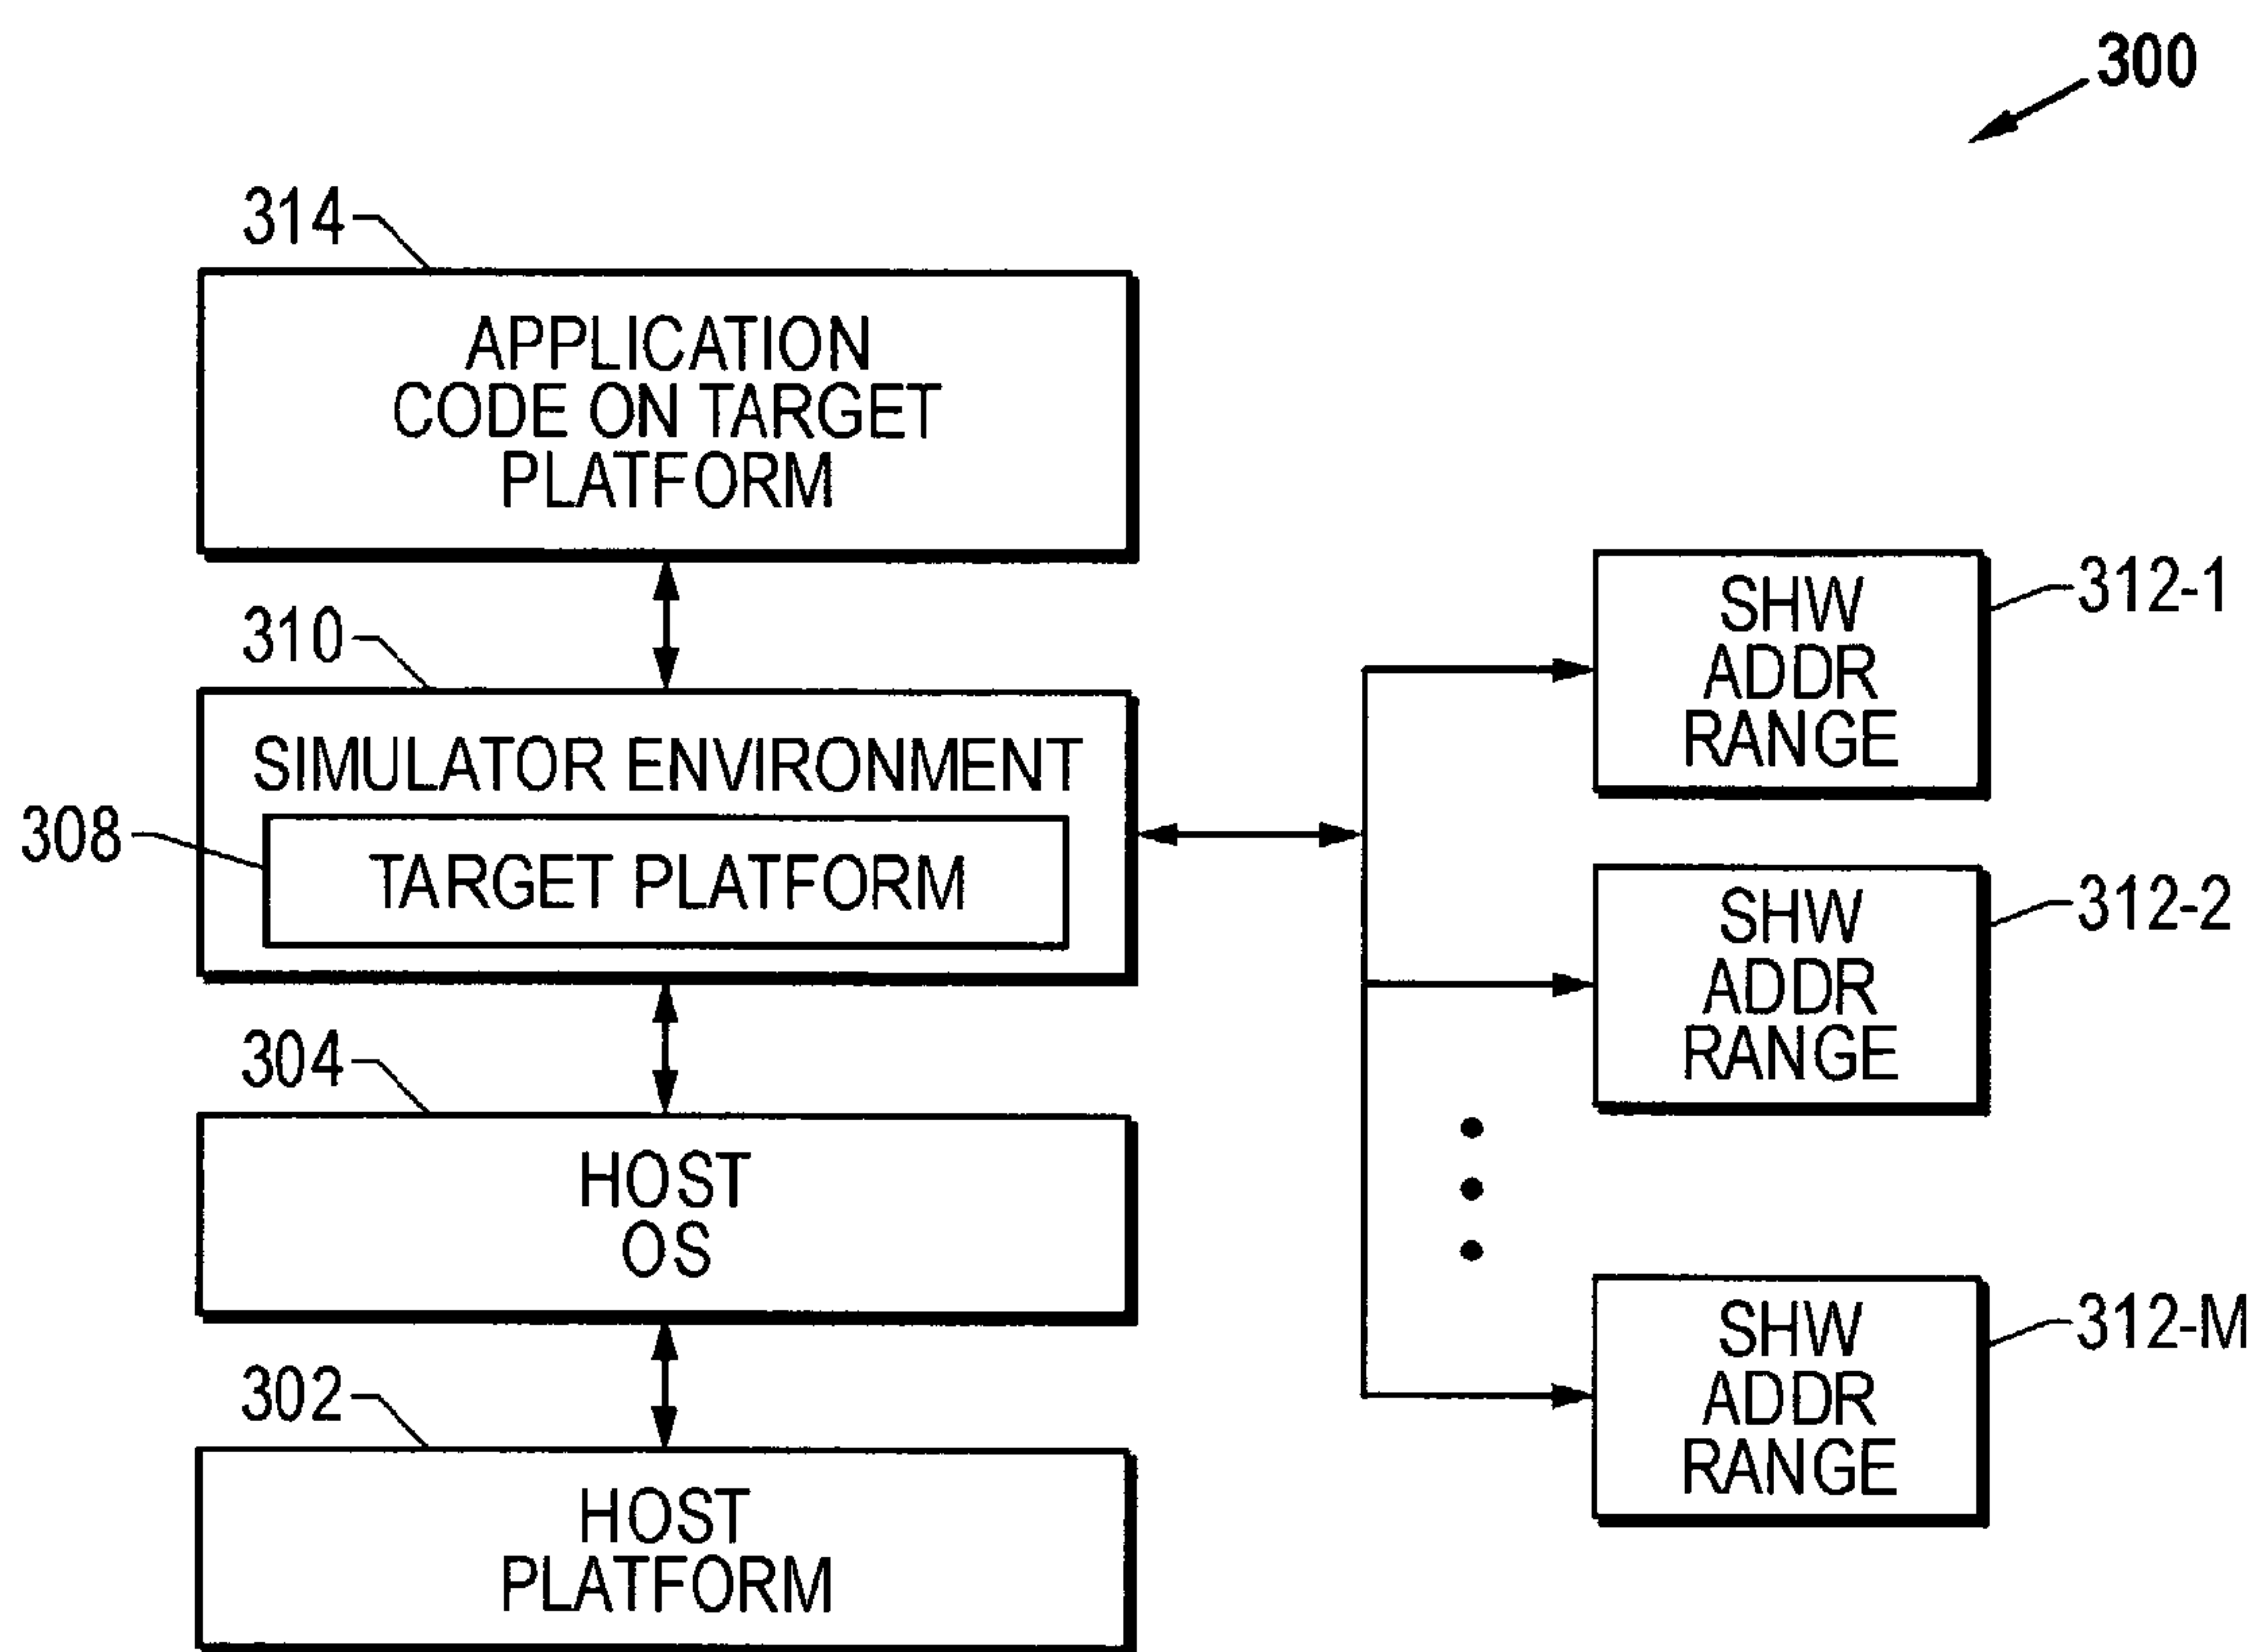 300
314
APPLICATION
CODE ON TARGET
PLATFORM
310
SIMULATOR ENVIRONMENT
308
TARGET PLATFORM
304
HOST
OS
302
HOST
PLATFORM
312-1
SHW
ADDR
RANGE
312-2
SHW
ADDR
RANGE
312-M
SHW
ADDR
RANGE